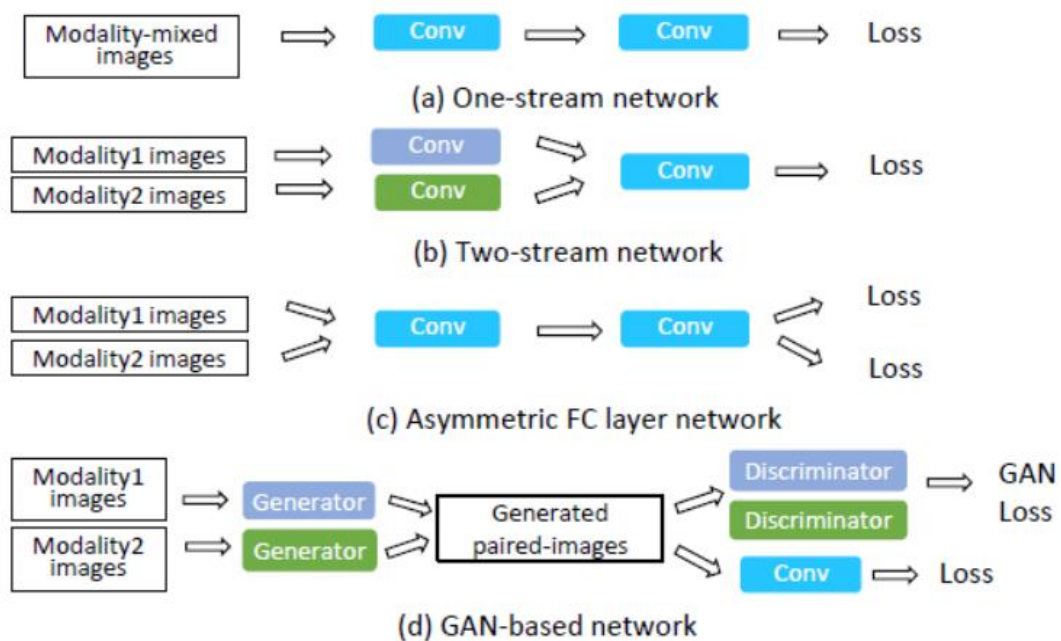 Modality-mixed
images
Conv
Conv
Loss
(a) One-stream network
Modality1 images
Modality2 images
Conv
Conv
Conv
Loss
(b) Two-stream network
Modality1 images
Modality2 images
Conv
Conv
Loss
Loss
(c) Asymmetric FC layer network
Modality1
images
Modality2
images
Generator
Generator
Generated
paired-images
Discriminator
Discriminator
GAN
Loss
Conv
Loss
(d) GAN-based network